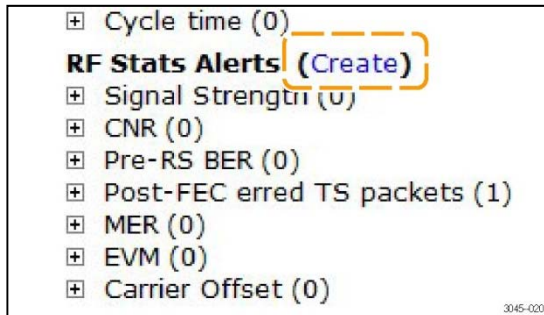 Cycle time (0)
RF Stats Alerts (Create)
Signal Strength (0)
CNR (0)
Pre-RS BER (0)
Post-FEC erred TS packets (1)
MER (0)
EVM (0)
Carrier Offset (0)
3045-020